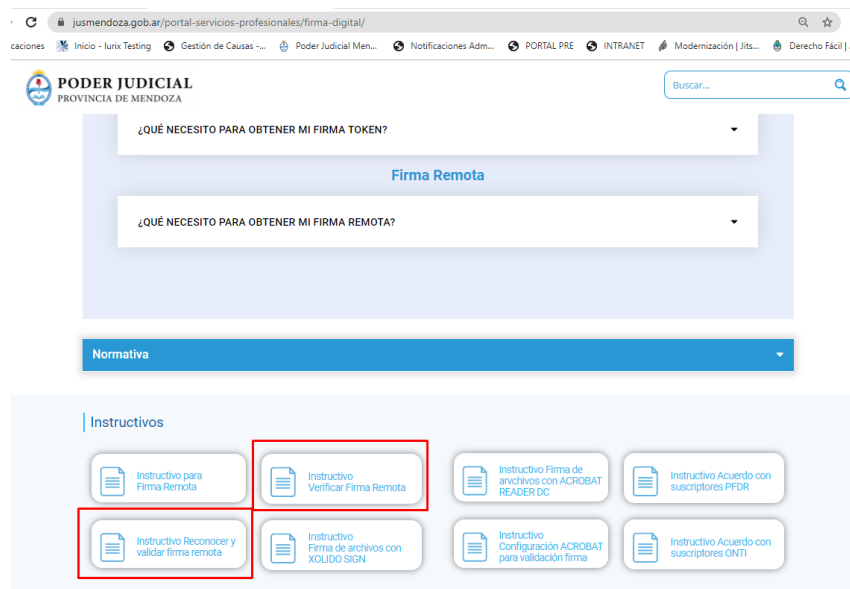 jusmendoza.gob.ar/portal-servicios-profesionales/firma-digital/
caciones Inicio - Iurix Testing Gestión de Causas -... Poder Judicial Men... Notificaciones Adm... PORTAL PRE INTRANET Modernización | Jits... Derecho Fácil |
PODER JUDICIAL
PROVINCIA DE MENDOZA
Buscar...
¿QUÉ NECESITO PARA OBTENER MI FIRMA TOKEN?
Firma Remota
¿QUÉ NECESITO PARA OBTENER MI FIRMA REMOTA?
Normativa
Instructivos
Instructivo para
Firma Remota
Instructivo
Verificar Firma Remota
Instructivo Firma de
arvchivos con ACROBAT
READER DC
Instructivo Acuerdo con
suscriptores PFDR
Instructivo Reconocer y
validar firma remota
Instructivo
Firma de archivos con
XOLIDO SIGN
Instructivo
Configuración ACROBAT
para validación firma
Instructivo Acuerdo con
suscriptores ONTI